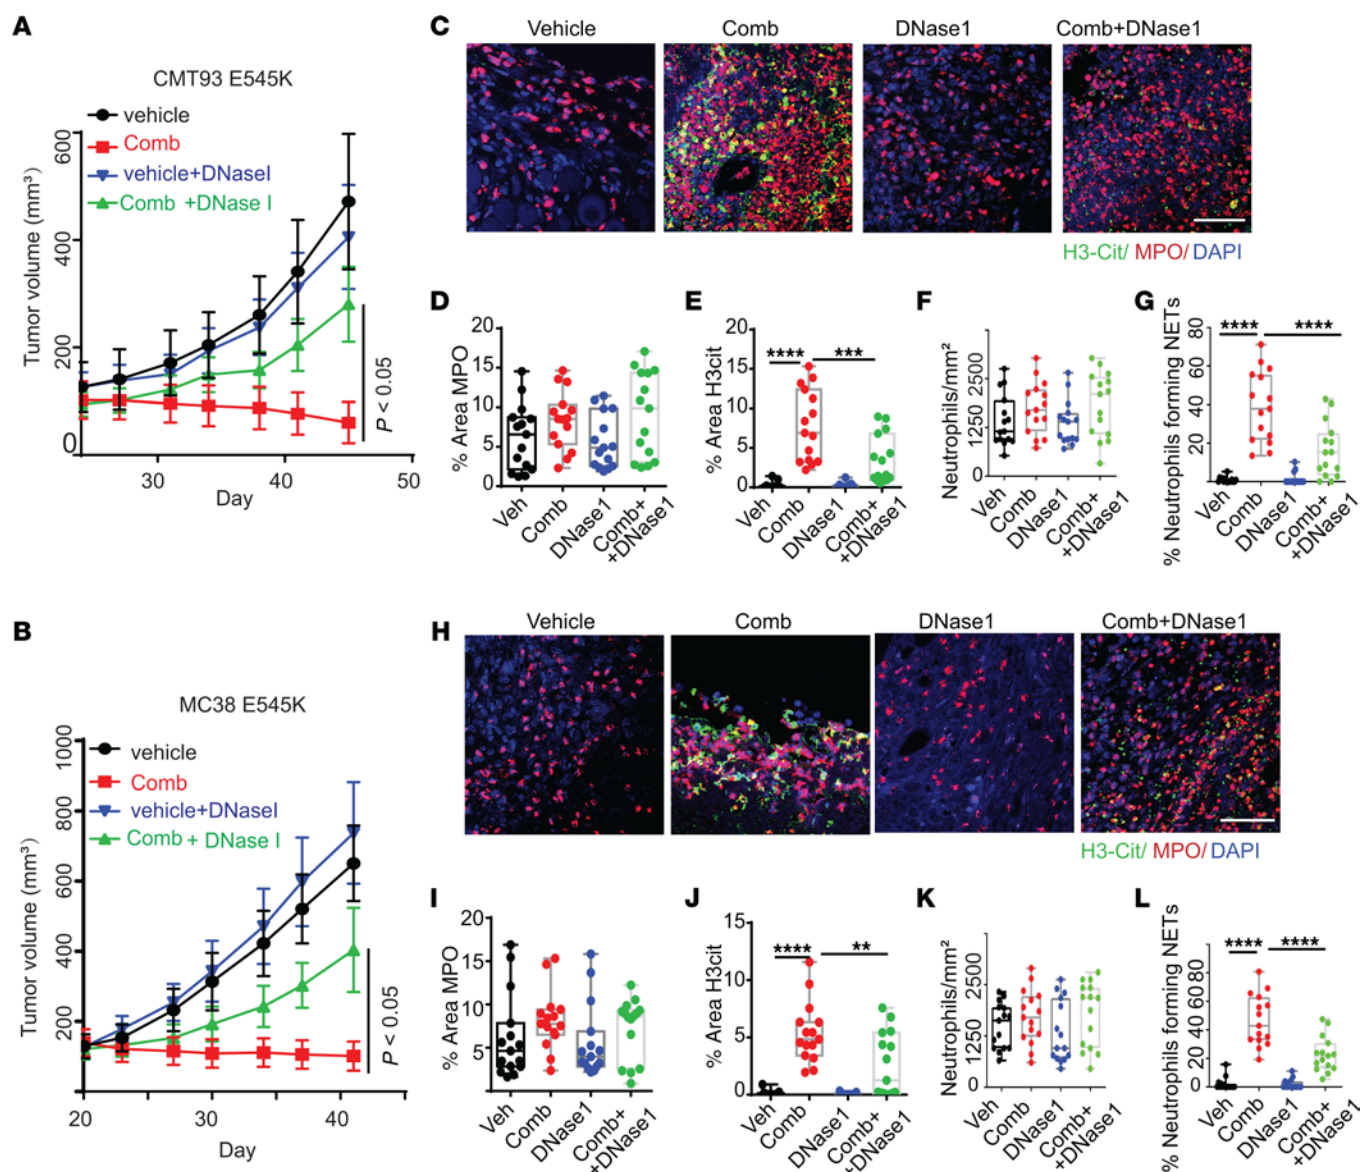 A
CMT93 E545K
vehicle
Comb
vehicle+DNaseI
Comb +DNase I
Tumor volume (mm³)
600
400
200
0
30
40
50
Day
P < 0.05
C
Vehicle
Comb
DNase1
Comb+DNase1
H3-Cit/ MPO/ DAPI
D
% Area MPO
20
15
10
5
0
Veh
Comb
DNase1
Comb+
+DNase1
E
% Area H3cit
20
15
10
5
0
****
***
Veh
Comb
DNase1
Comb+
+DNase1
F
Neutrophils/mm²
2500
1250
0
Veh
Comb
DNase1
Comb+
+DNase1
G
% Neutrophils forming NETs
80
60
40
20
****
****
Veh
Comb
DNase1
Comb+
+DNase1
B
MC38 E545K
vehicle
Comb
vehicle+DNaseI
Comb + DNase I
Tumor volume (mm³)
1000
800
600
400
200
20
30
40
Day
P < 0.05
H
Vehicle
Comb
DNase1
Comb+DNase1
H3-Cit/ MPO/ DAPI
I
% Area MPO
20
15
10
5
Veh
Comb
DNase1
Comb+
+DNase1
J
% Area H3cit
15
10
5
0
****
**
Veh
Comb
DNase1
Comb+
+DNase1
K
Neutrophils/mm²
2500
1250
0
Veh
Comb
DNase1
Comb+
+DNase1
L
% Neutrophils forming NETs
100
80
60
40
20
0
****
****
Veh
Comb
DNase1
Comb+
+DNase1